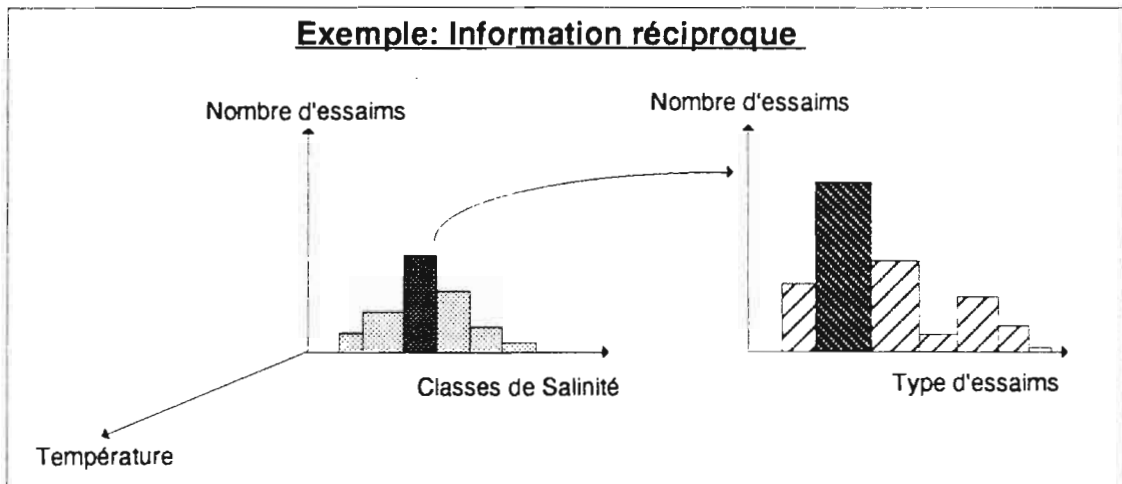 Exemple: Information réciproque
Nombre d'essaims
Nombre d'essaims
Classes de Salinité
Type d'essaims
Température